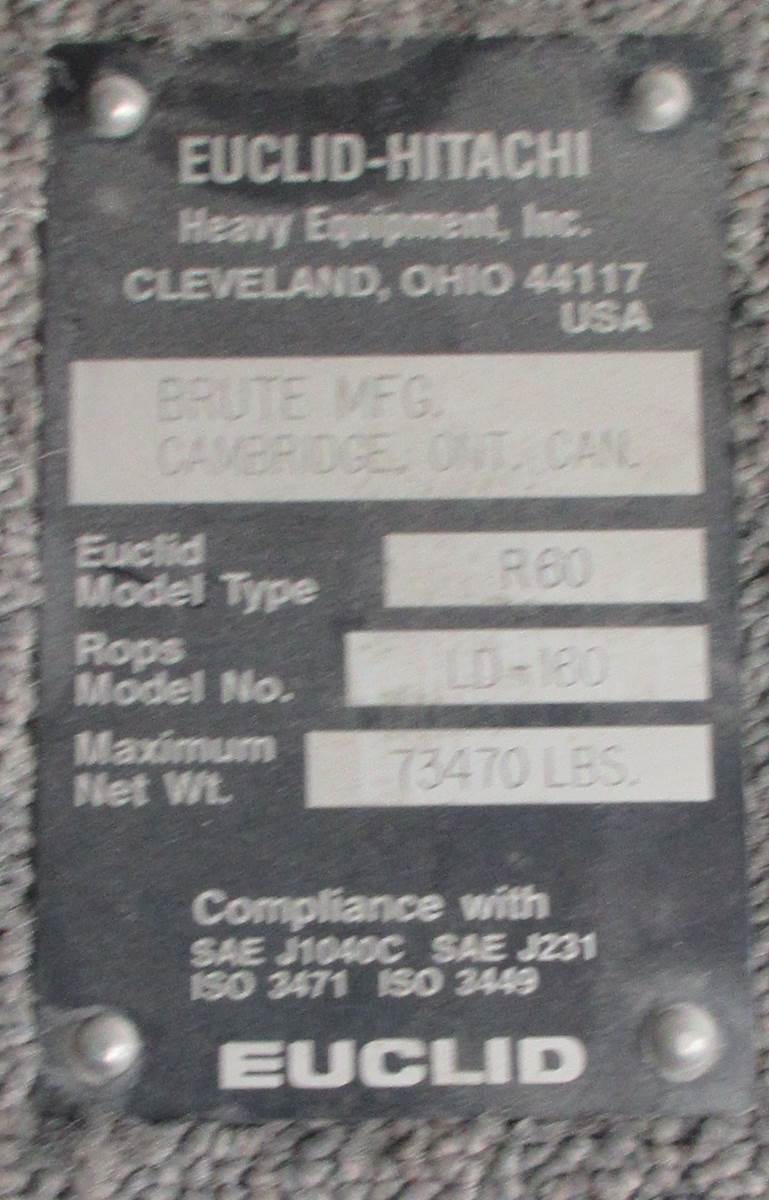 EUCLID-HITACHI
Heavy Equipment, Inc.
CLEVELAND, OHIO 44117
USA
BRUTE MFG.
CAMBRIDGE, ONT., CAN.
Euclid
Model Type R60
Rops
Model No. LD-160
Maximum
Net Wt. 73470 LBS.
Compliance with
SAE J1040C SAE J231
ISO 3471 ISO 3449
EUCLID